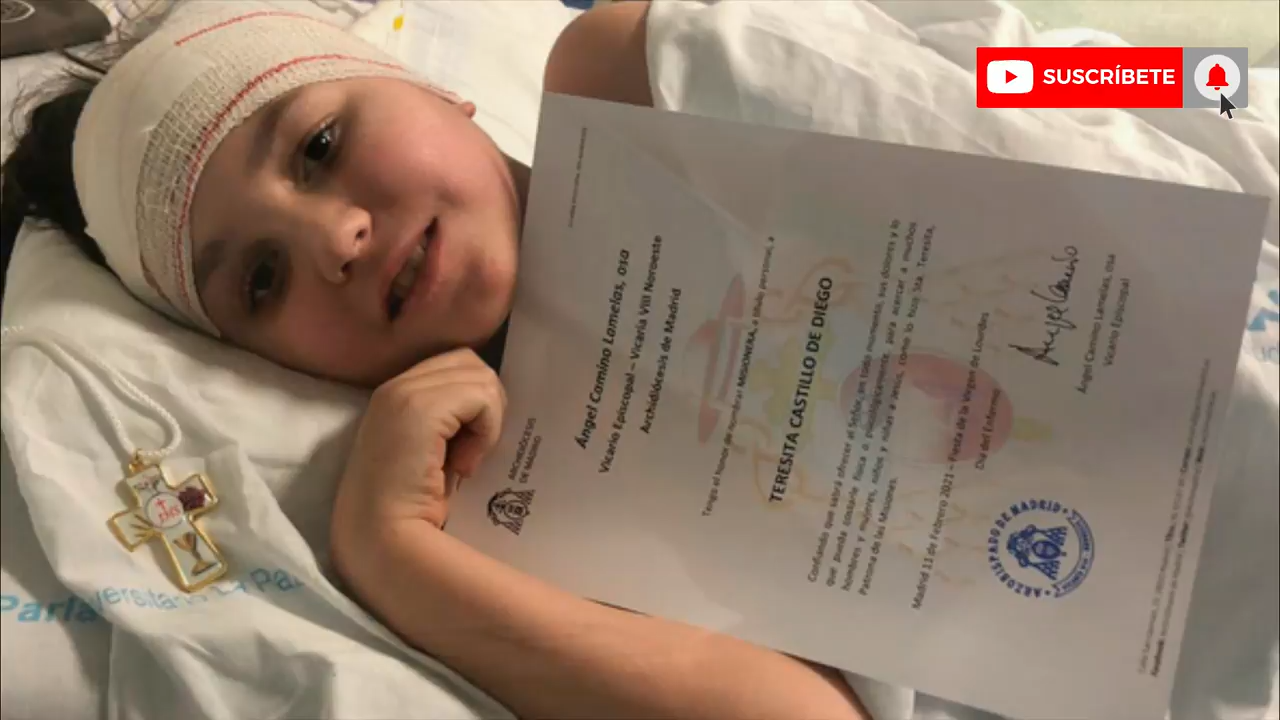 SUSCRÍBETE
ARCHIDIÓCESIS
DE MADRID
Ángel Camino Lamelas, osa
Vicario Episcopal – Vicaría VIII Noroeste
Archidiócesis de Madrid
Tengo el honor de nombrar MISIONERA, a título personal, a
TERESITA CASTILLO DE DIEGO
Confiando que sabrá ofrecer al Señor, en todo momento, sus dolores y lo
que pueda costarle física o psicológicamente, para acercar a muchos
hombres y mujeres, niños y niñas a Jesús, como lo hizo Sta. Teresita,
Patrona de las Misiones.
Madrid 11 de Febrero 2021 – Fiesta de la Virgen de Lourdes
Día del Enfermo
Ángel Camino Lamelas, osa
Vicario Episcopal
ARZOBISPADO DE MADRID
IHS
Parla